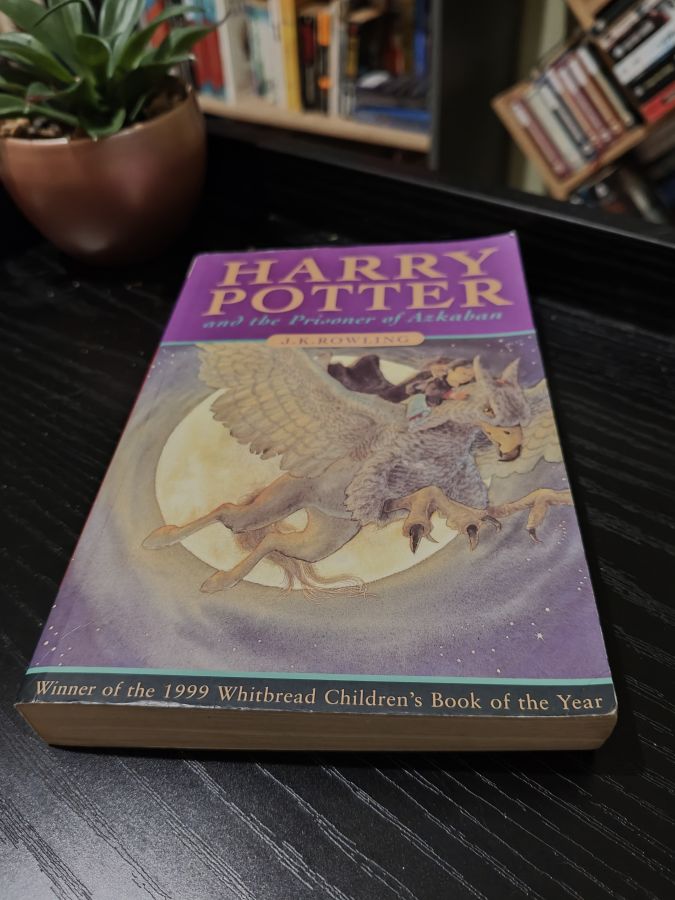 HARRY
POTTER
and the Prisoner of Azkaban
J.K.ROWLING
Winner of the 1999 Whitbread Children's Book of the Year